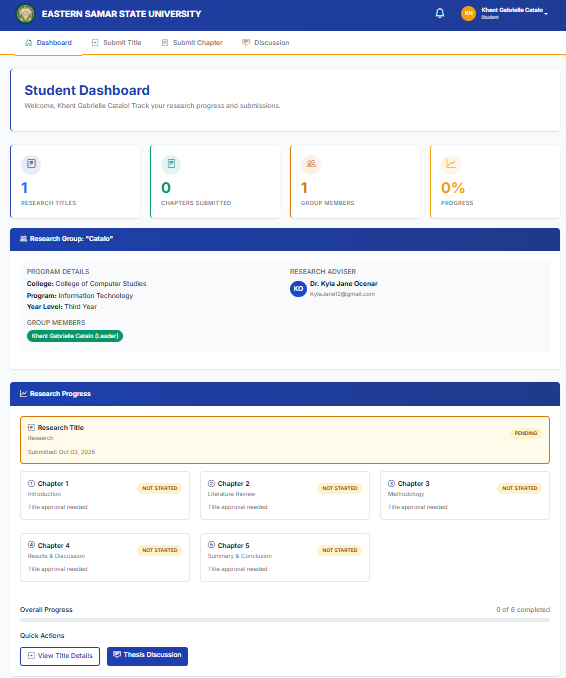 EASTERN SAMAR STATE UNIVERSITY
KH
Khent Gabrielle Catalo
Student
Dashboard
Submit Title
Submit Chapter
Discussion
Student Dashboard
Welcome, Khent Gabrielle Catalo! Track your research progress and submissions.
1
RESEARCH TITLES
0
CHAPTERS SUBMITTED
1
GROUP MEMBERS
0%
PROGRESS
Research Group: "Catalo"
PROGRAM DETAILS
College: College of Computer Studies
Program: Information Technology
Year Level: Third Year
GROUP MEMBERS
Khent Gabrielle Catalo (Leader)
RESEARCH ADVISER
KO
Dr. Kyla Jane Ocenar
KylaJane12@gmail.com
Research Progress
Research Title
PENDING
Research
Submitted: Oct 03, 2025
1 Chapter 1
NOT STARTED
Introduction
Title approval needed
2 Chapter 2
NOT STARTED
Literature Review
Title approval needed
3 Chapter 3
NOT STARTED
Methodology
Title approval needed
4 Chapter 4
NOT STARTED
Results & Discussion
Title approval needed
5 Chapter 5
NOT STARTED
Summary & Conclusion
Title approval needed
Overall Progress
0 of 6 completed
Quick Actions
View Title Details
Thesis Discussion